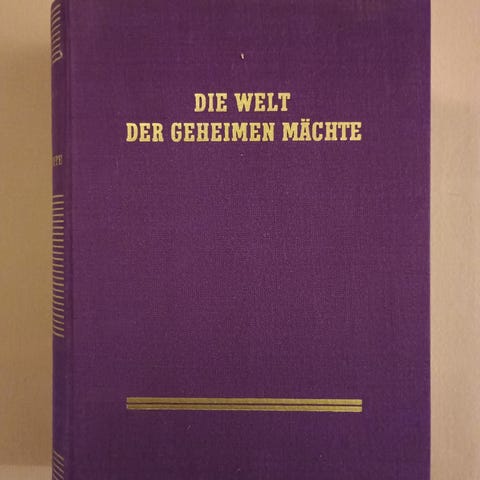 DIE WELT
DER GEHEIMEN MÄCHTE